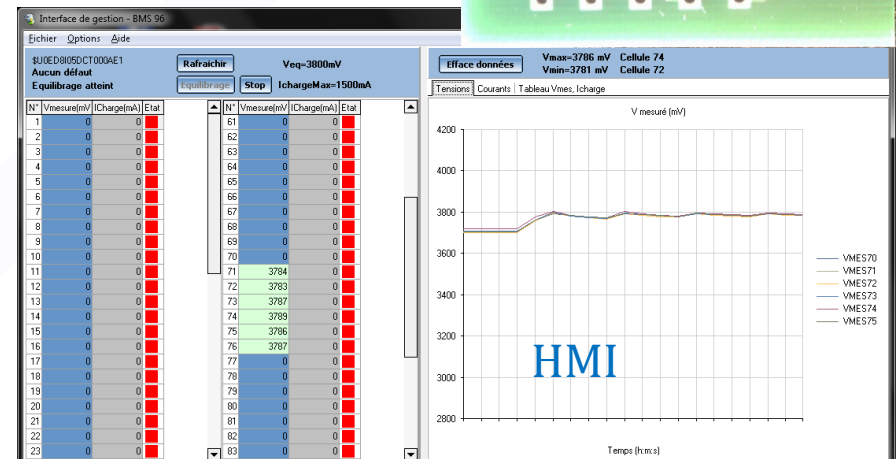 Interface de gestion - BMS 96
Fichier Options Aide
$U0ED8I05DCT000AE1
Aucun défaut
Equilibrage atteint
Rafraichir
Veq=3800mV
Equilibrage
Stop
IchargeMax=1500mA
N° Vmesure(mV ICharge(mA) Etat
1 0 0
2 0 0
3 0 0
4 0 0
5 0 0
6 0 0
7 0 0
8 0 0
9 0 0
10 0 0
11 0 0
12 0 0
13 0 0
14 0 0
15 0 0
16 0 0
17 0 0
18 0 0
19 0 0
20 0 0
21 0 0
22 0 0
23 0 0
N° Vmesure(mV ICharge(mA) Etat
61 0 0
62 0 0
63 0 0
64 0 0
65 0 0
66 0 0
67 0 0
68 0 0
69 0 0
70 0 0
71 3784 0
72 3783 0
73 3787 0
74 3789 0
75 3786 0
76 3787 0
77 0 0
78 0 0
79 0 0
80 0 0
81 0 0
82 0 0
83 0 0
Efface données
Vmax=3786 mV Cellule 74
Vmin=3781 mV Cellule 72
Tensions Courants Tableau Vmes, Icharge
V mesuré (mV)
4200
4000
3800
3600
3400
3200
3000
2800
VMES70
VMES71
VMES72
VMES73
VMES74
VMES75
HMI
Temps (h:m:s)